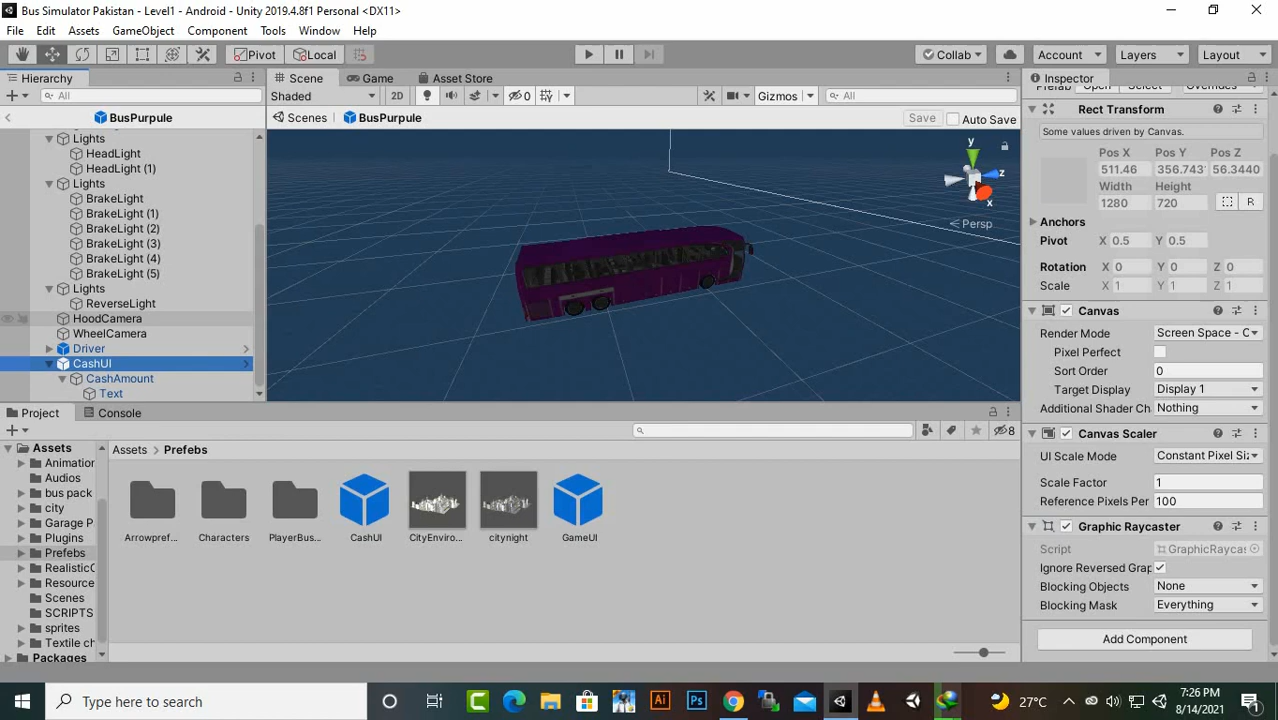 Bus Simulator Pakistan - Level1 - Android - Unity 2019.4.8f1 Personal <DX11>
File Edit Assets GameObject Component Tools Window Help
Pivot Local Collab Account Layers Layout
Hierarchy Scene Game Asset Store Inspector
All Shaded 2D 0 Gizmos All
BusPurpule Scenes BusPurpule Save Auto Save
Lights
HeadLight
HeadLight (1)
Lights
BrakeLight
BrakeLight (1)
BrakeLight (2)
BrakeLight (3)
BrakeLight (4)
BrakeLight (5)
Lights
ReverseLight
HoodCamera
WheelCamera
Driver
CashUI
CashAmount
Text
y
z
x
Persp
Prefab Open Select Overrides
Rect Transform
Some values driven by Canvas.
Pos X Pos Y Pos Z
511.46 356.743 56.3440
Width Height
1280 720 R
Anchors
Pivot X 0.5 Y 0.5
Rotation X 0 Y 0 Z 0
Scale X 1 Y 1 Z 1
Canvas
Render Mode Screen Space - C
Pixel Perfect
Sort Order 0
Target Display Display 1
Additional Shader Ch Nothing
Canvas Scaler
UI Scale Mode Constant Pixel Siz
Scale Factor 1
Reference Pixels Per 100
Graphic Raycaster
Script GraphicRaycas
Ignore Reversed Grap
Blocking Objects None
Blocking Mask Everything
Add Component
Project Console
8
Assets
Animation
Audios
bus pack
city
Garage P
Plugins
Prefebs
RealisticC
Resource
Scenes
SCRIPTS
sprites
Textile ch
Packages
Assets > Prefebs
Arrowpref... Characters PlayerBus... CashUI CityEnviro... citynight GameUI
Type here to search
Ai Ps
27°C
7:26 PM
8/14/2021
1